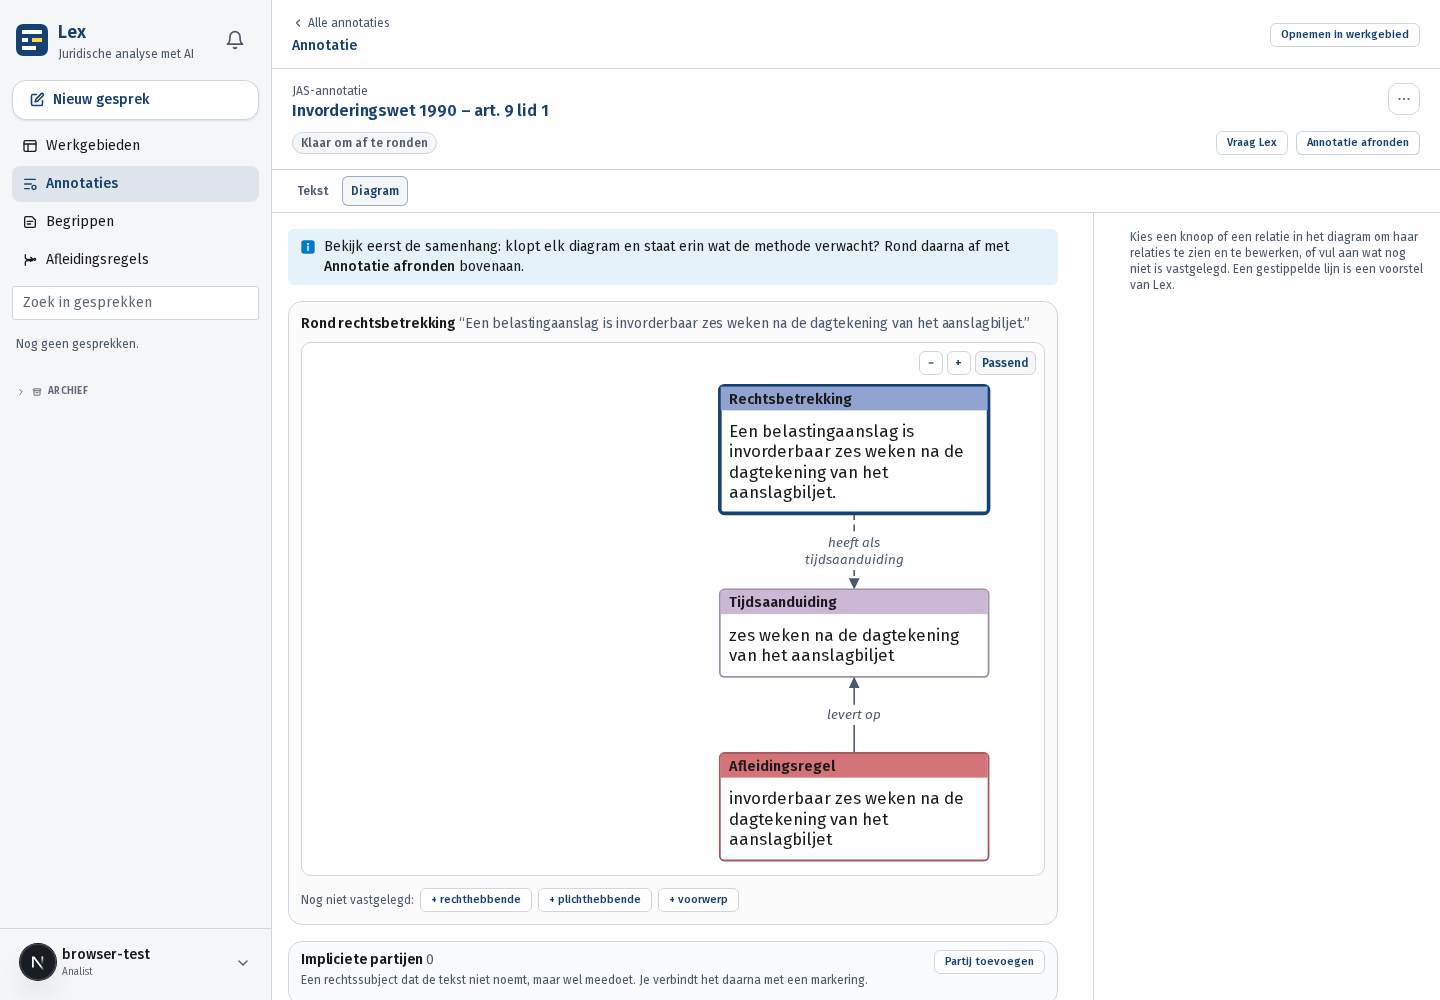 Lex
Juridische analyse met AI
Nieuw gesprek
Werkgebieden
Annotaties
Begrippen
Afleidingsregels
Zoek in gesprekken
Nog geen gesprekken.
ARCHIEF
browser-test
Analist
Alle annotaties
Annotatie
Opnemen in werkgebied
JAS-annotatie
Invorderingswet 1990 – art. 9 lid 1
Klaar om af te ronden
Vraag Lex
Annotatie afronden
Tekst
Diagram
Bekijk eerst de samenhang: klopt elk diagram en staat erin wat de methode verwacht? Rond daarna af met
Annotatie afronden bovenaan.
Rond rechtsbetrekking “Een belastingaanslag is invorderbaar zes weken na de dagtekening van het aanslagbiljet.”
−
+
Passend
Rechtsbetrekking
Een belastingaanslag is
invorderbaar zes weken na de
dagtekening van het
aanslagbiljet.
heeft als
tijdsaanduiding
Tijdsaanduiding
zes weken na de dagtekening
van het aanslagbiljet
levert op
Afleidingsregel
invorderbaar zes weken na de
dagtekening van het
aanslagbiljet
Nog niet vastgelegd:
+ rechthebbende
+ plichthebbende
+ voorwerp
Impliciete partijen 0
Partij toevoegen
Een rechtssubject dat de tekst niet noemt, maar wel meedoet. Je verbindt het daarna met een markering.
Kies een knoop of een relatie in het diagram om haar
relaties te zien en te bewerken, of vul aan wat nog
niet is vastgelegd. Een gestippelde lijn is een voorstel
van Lex.